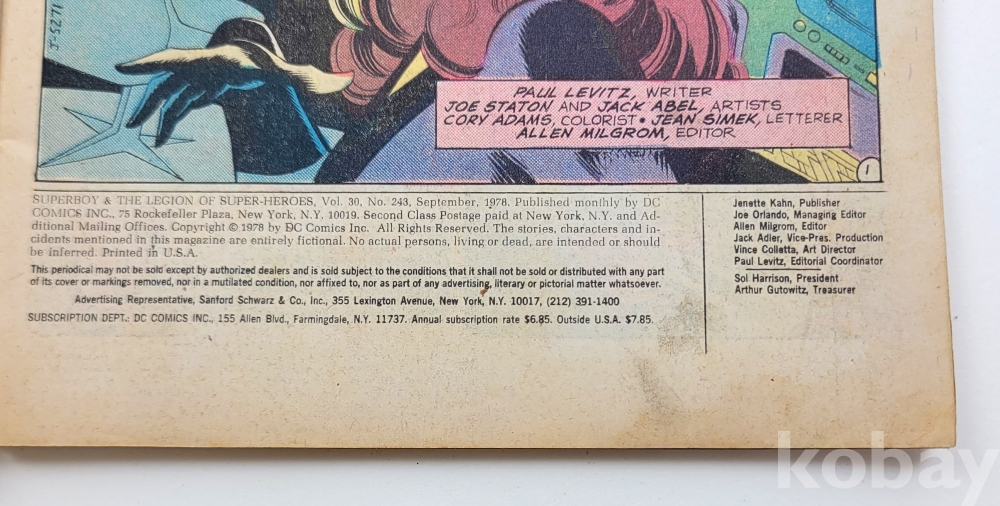 J-5271
PAUL LEVITZ, WRITER
JOE STATON AND JACK ABEL, ARTISTS
CORY ADAMS, COLORIST • JEAN SIMEK, LETTERER
ALLEN MILGROM, EDITOR
1
SUPERBOY & THE LEGION OF SUPER-HEROES, Vol. 30, No. 243, September, 1978. Published monthly by DC
COMICS INC., 75 Rockefeller Plaza, New York, N.Y. 10019. Second Class Postage paid at New York, N.Y. and Ad-
ditional Mailing Offices. Copyright © 1978 by DC Comics Inc. All Rights Reserved. The stories, characters and in-
cidents mentioned in this magazine are entirely fictional. No actual persons, living or dead, are intended or should
be inferred. Printed in U.S.A.
This periodical may not be sold except by authorized dealers and is sold subject to the conditions that it shall not be sold or distributed with any part
of its cover or markings removed, nor in a mutilated condition, nor affixed to, nor as part of any advertising, literary or pictorial matter whatsoever.
Advertising Representative, Sanford Schwarz & Co., Inc., 355 Lexington Avenue, New York, N.Y. 10017, (212) 391-1400
SUBSCRIPTION DEPT.: DC COMICS INC., 155 Allen Blvd., Farmingdale, N.Y. 11737. Annual subscription rate $6.85. Outside U.S.A. $7.85.
Jenette Kahn, Publisher
Joe Orlando, Managing Editor
Allen Milgrom, Editor
Jack Adler, Vice-Pres. Production
Vince Colletta, Art Director
Paul Levitz, Editorial Coordinator
Sol Harrison, President
Arthur Gutowitz, Treasurer
kobay